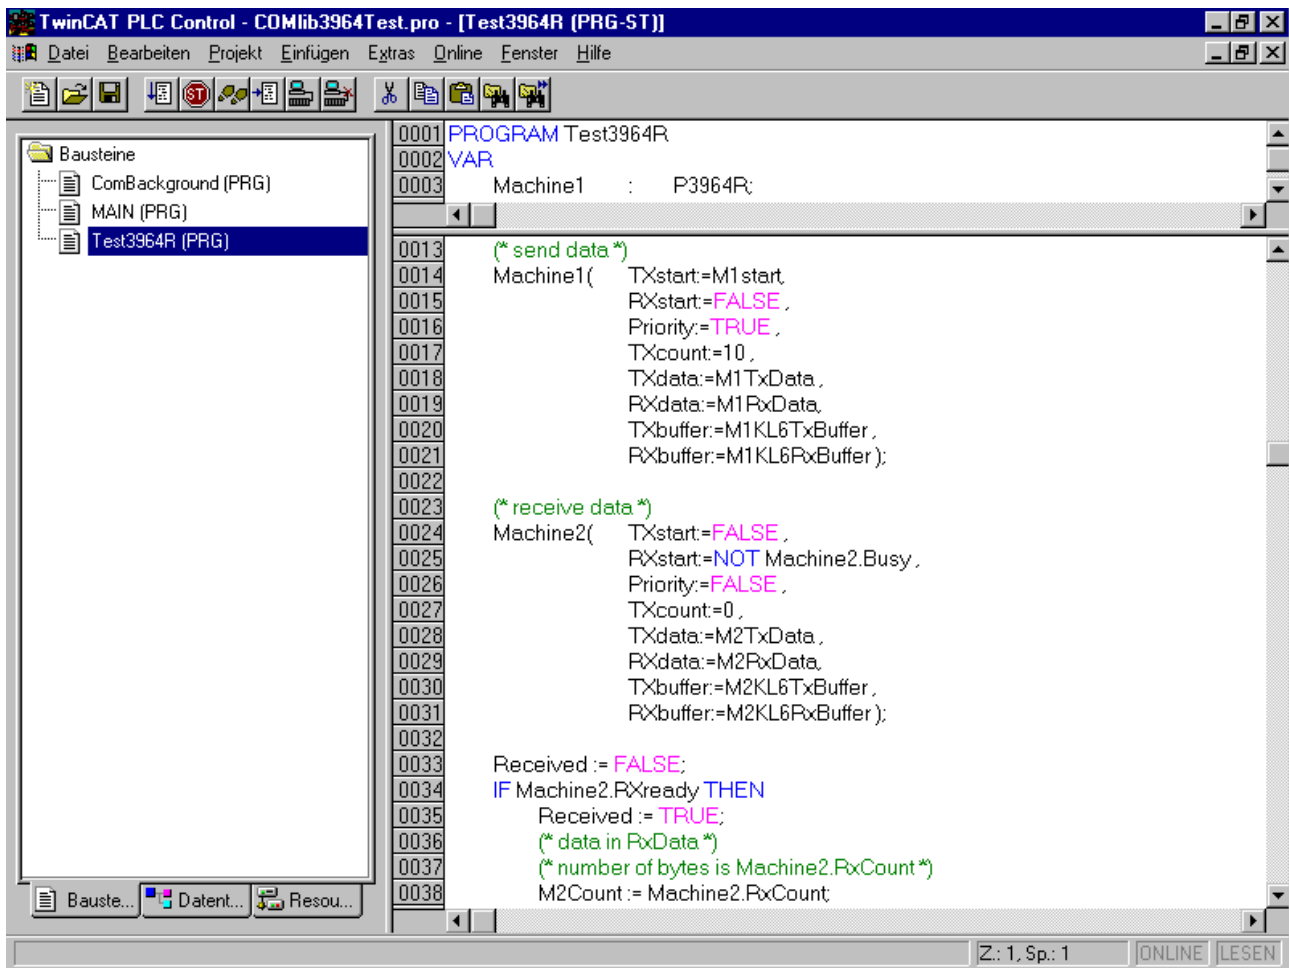 TwinCAT PLC Control - COMlib3964Test.pro - [Test3964R (PRG-ST)]
Datei Bearbeiten Projekt Einfügen Extras Online Fenster Hilfe
Bausteine
ComBackground (PRG)
MAIN (PRG)
Test3964R (PRG)
Bauste... Datent... Resou...
0001 PROGRAM Test3964R
0002 VAR
0003 Machine1 : P3964R;
0013 (* send data *)
0014 Machine1( TXstart:=M1start,
0015 RXstart:=FALSE ,
0016 Priority:=TRUE ,
0017 TXcount:=10 ,
0018 TXdata:=M1TxData ,
0019 RXdata:=M1RxData,
0020 TXbuffer:=M1KL6TxBuffer ,
0021 RXbuffer:=M1KL6RxBuffer );
0022
0023 (* receive data *)
0024 Machine2( TXstart:=FALSE ,
0025 RXstart:=NOT Machine2.Busy ,
0026 Priority:=FALSE ,
0027 TXcount:=0 ,
0028 TXdata:=M2TxData ,
0029 RXdata:=M2RxData,
0030 TXbuffer:=M2KL6TxBuffer ,
0031 RXbuffer:=M2KL6RxBuffer );
0032
0033 Received := FALSE;
0034 IF Machine2.RXready THEN
0035 Received := TRUE;
0036 (* data in RxData *)
0037 (* number of bytes is Machine2.RxCount *)
0038 M2Count := Machine2.RxCount;
Z.: 1, Sp.: 1 ONLINE LESEN